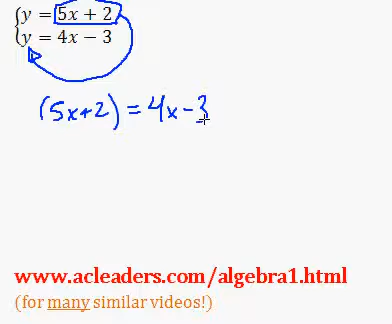 {y = 5x + 2
{y = 4x − 3
(5x+2) = 4x-3
www.acleaders.com/algebra1.html
(for many similar videos!)